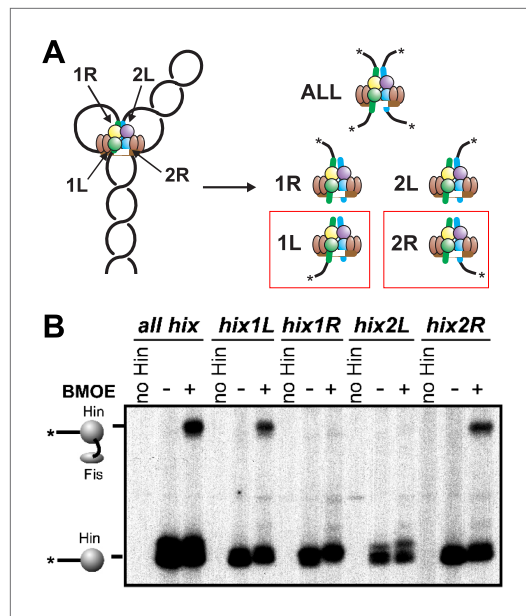 A
1R 2L
1L 2R
ALL
* *
* *
1R * 2L *
1L * 2R *
B
all hix hix1L hix1R hix2L hix2R
no Hin no Hin no Hin no Hin no Hin
BMOE - + - + - + - + - +
Hin
*
Fis
Hin
*